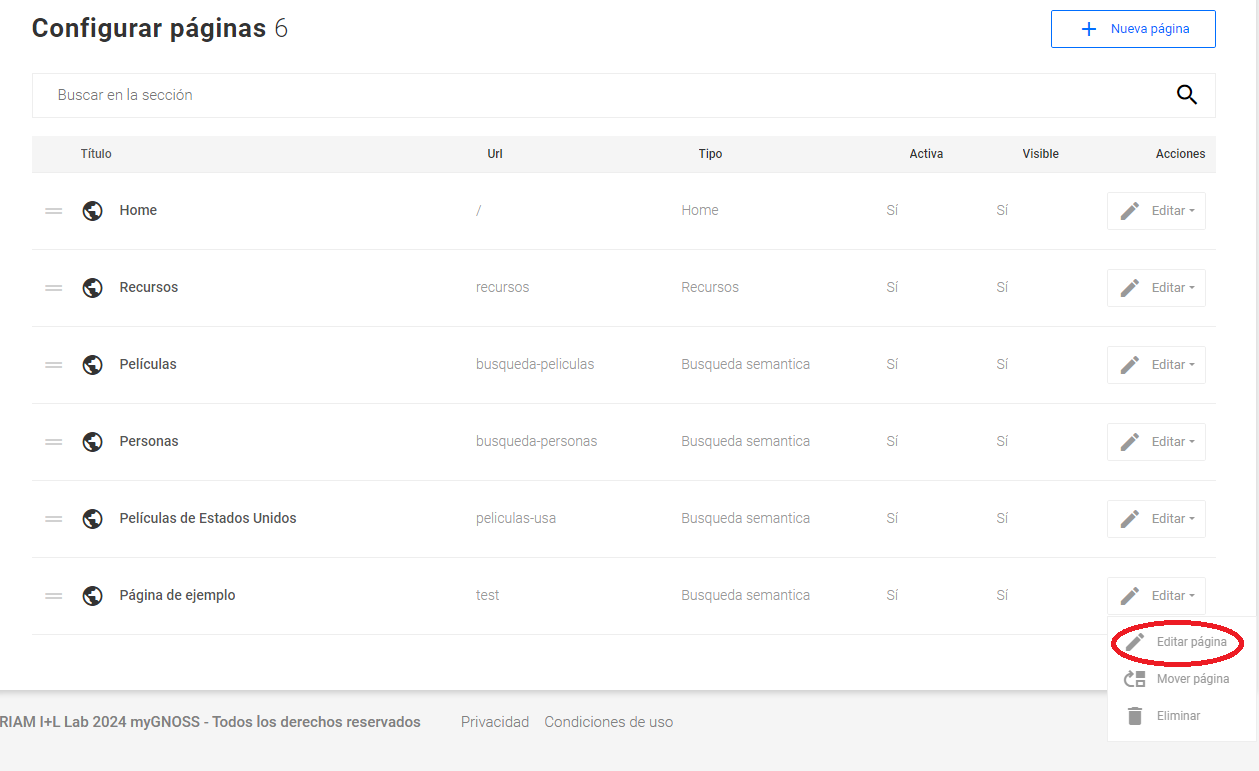 Configurar páginas 6
Nueva página
Buscar en la sección
Título Url Tipo Activa Visible Acciones
Home / Home Sí Sí Editar
Recursos recursos Recursos Sí Sí Editar
Películas busqueda-peliculas Busqueda semantica Sí Sí Editar
Personas busqueda-personas Busqueda semantica Sí Sí Editar
Películas de Estados Unidos peliculas-usa Busqueda semantica Sí Sí Editar
Página de ejemplo test Busqueda semantica Sí Sí Editar
Editar página
Mover página
Eliminar
RIAM I+L Lab 2024 myGNOSS - Todos los derechos reservados Privacidad Condiciones de uso